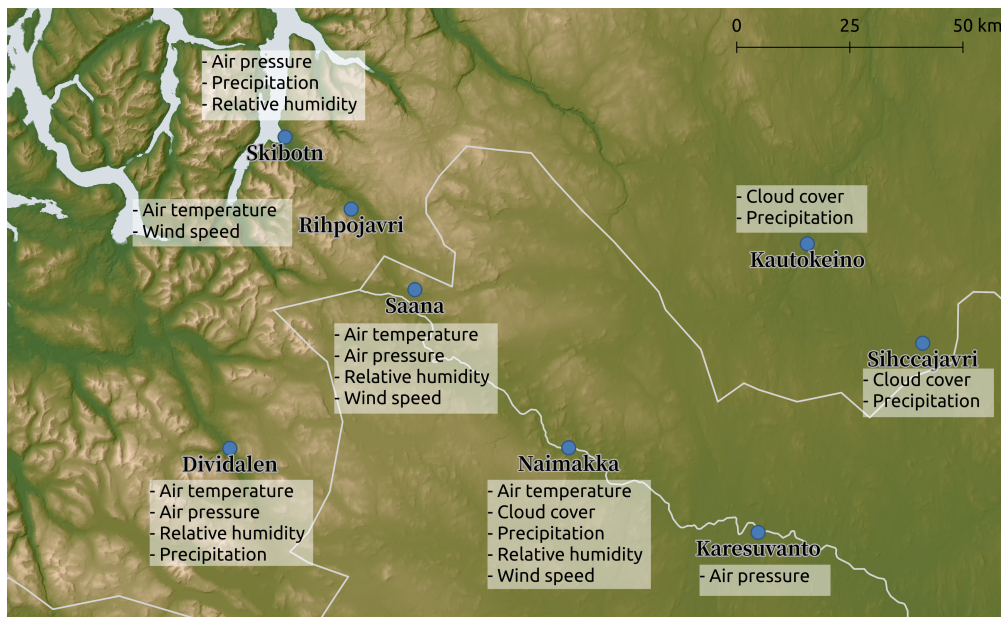 0 25 50 km
- Air pressure
- Precipitation
- Relative humidity
Skibotn
- Air temperature
- Wind speed
Rihpojavri
- Cloud cover
- Precipitation
Kautokeino
Saana
- Air temperature
- Air pressure
- Relative humidity
- Wind speed
Sihccajavri
- Cloud cover
- Precipitation
Dividalen
- Air temperature
- Air pressure
- Relative humidity
- Precipitation
Naimakka
- Air temperature
- Cloud cover
- Precipitation
- Relative humidity
- Wind speed
Karesuvanto
- Air pressure